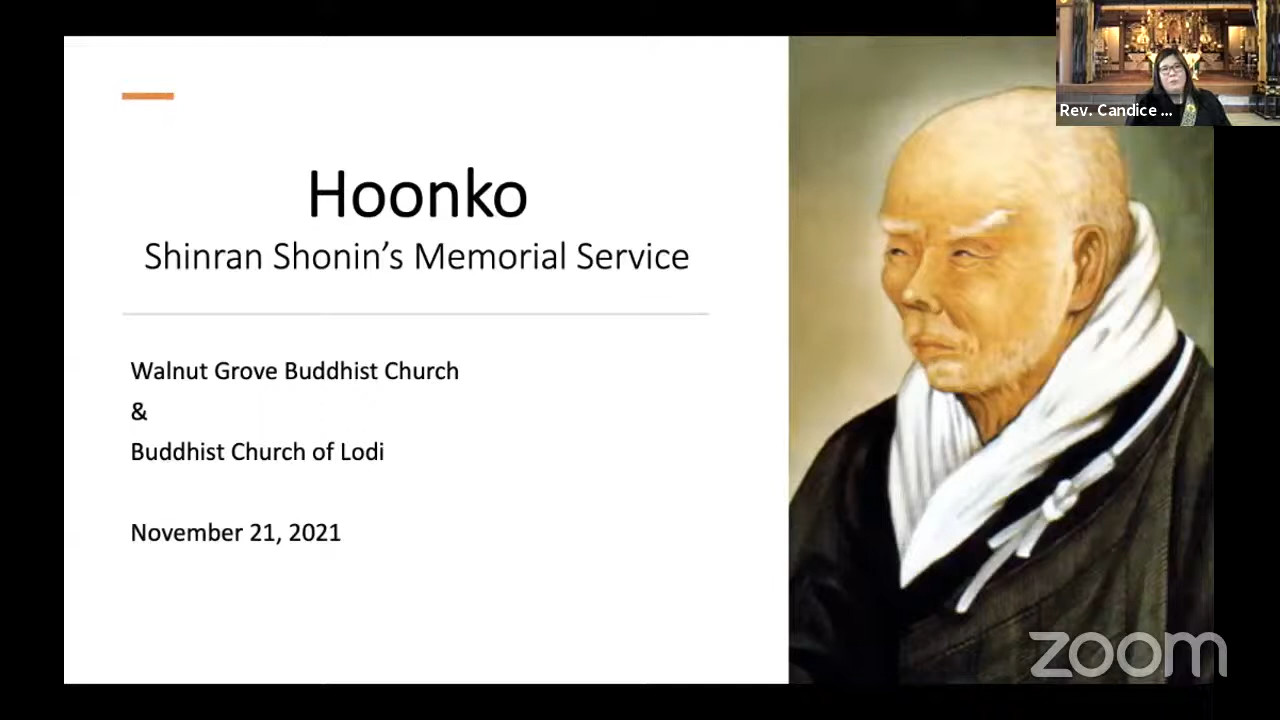 Hoonko
Shinran Shonin's Memorial Service
Walnut Grove Buddhist Church
&
Buddhist Church of Lodi
November 21, 2021
Rev. Candice ...
zoom